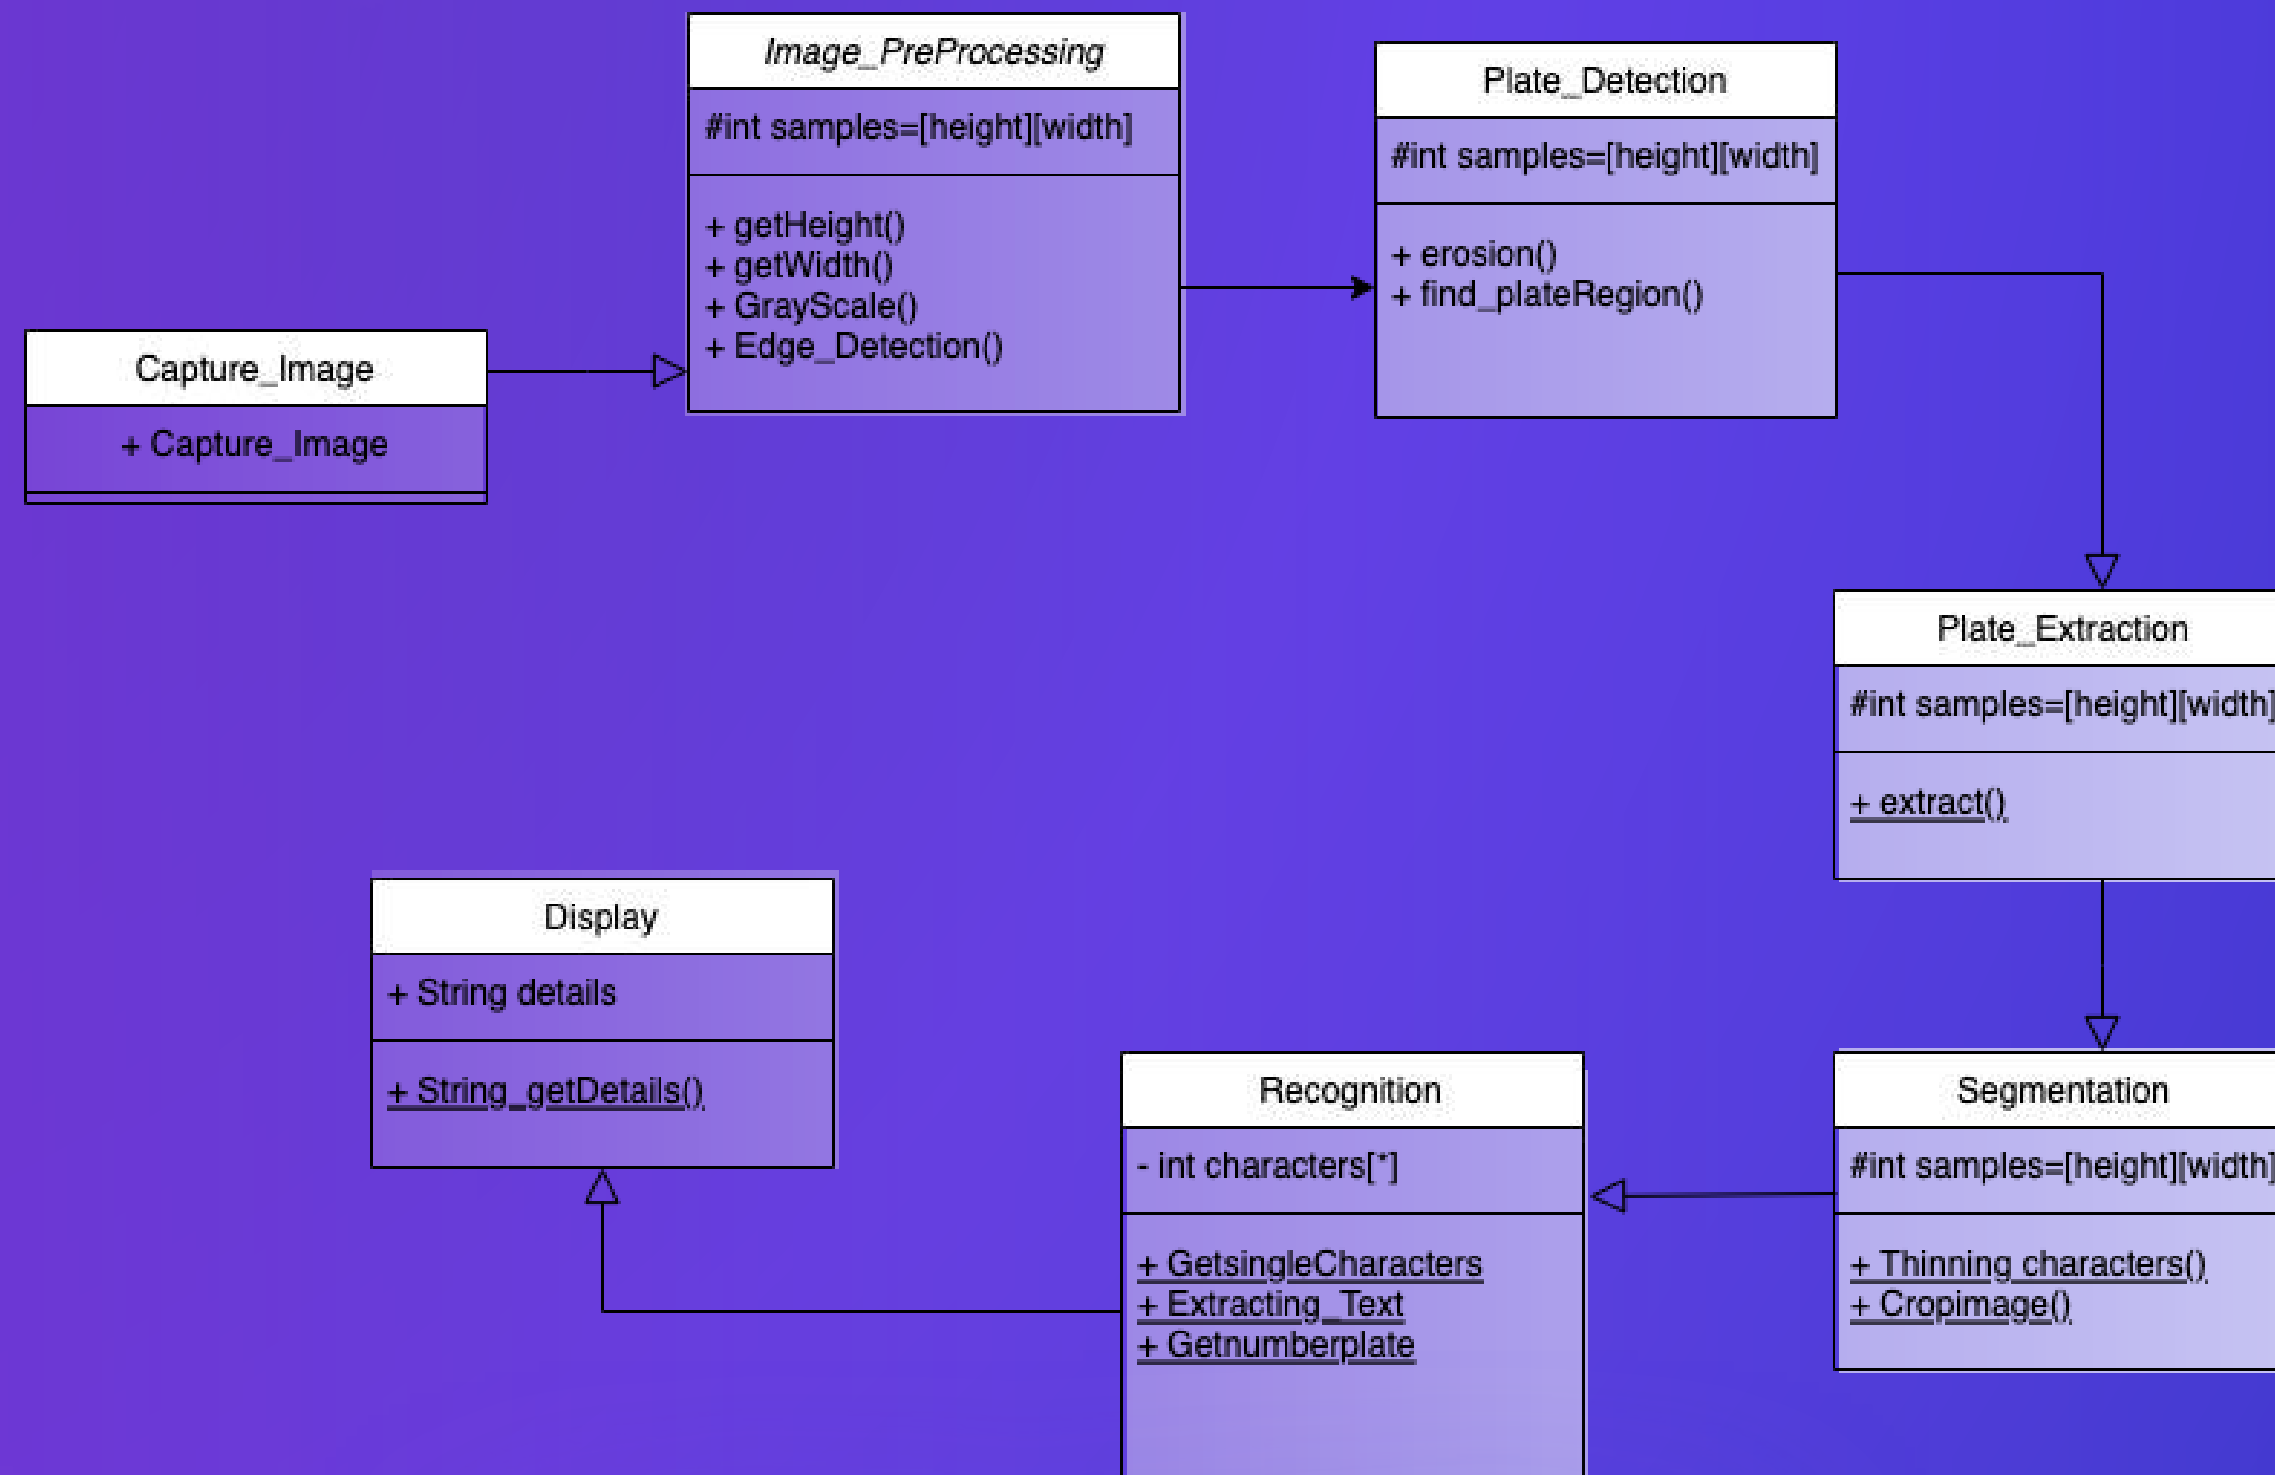 Image_PreProcessing
#int samples=[height][width]
+ getHeight()
+ getWidth()
+ GrayScale()
+ Edge_Detection()
Plate_Detection
#int samples=[height][width]
+ erosion()
+ find_plateRegion()
Capture_Image
+ Capture_Image
Plate_Extraction
#int samples=[height][width]
+ extract()
Display
+ String details
+ String_getDetails()
Recognition
- int characters[*]
+ GetsingleCharacters
+ Extracting_Text
+ Getnumberplate
Segmentation
#int samples=[height][width]
+ Thinning characters()
+ Cropimage()